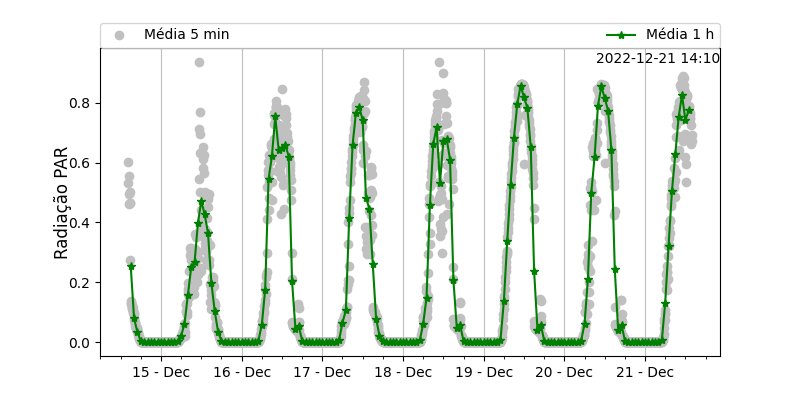 Média 5 min
Média 1 h
2022-12-21 14:10
Radiação PAR
0.8
0.6
0.4
0.2
0.0
15 - Dec
16 - Dec
17 - Dec
18 - Dec
19 - Dec
20 - Dec
21 - Dec